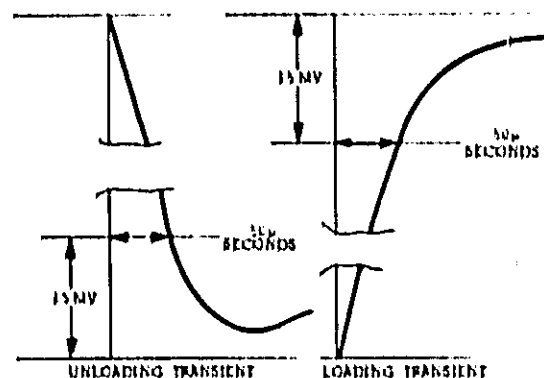 15 MV
50μ
SECONDS
50μ
SECONDS
15 MV
UNLOADING TRANSIENT
LOADING TRANSIENT